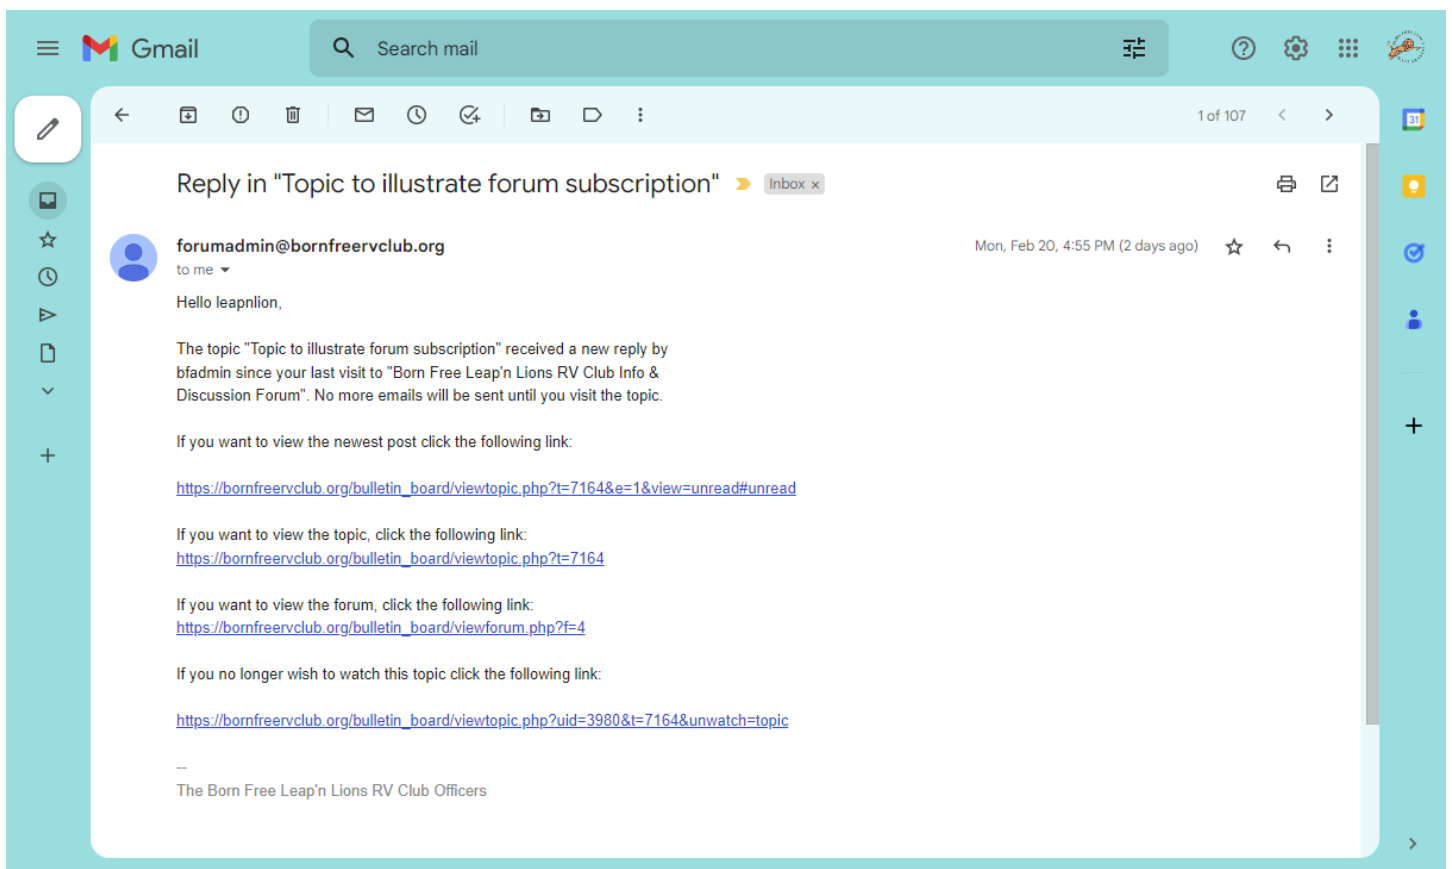 Gmail
Search mail
1 of 107
31
Reply in "Topic to illustrate forum subscription"
Inbox x
forumadmin@bornfreervclub.org
Mon, Feb 20, 4:55 PM (2 days ago)
to me
Hello leapnlion,
The topic "Topic to illustrate forum subscription" received a new reply by
bfadmin since your last visit to "Born Free Leap'n Lions RV Club Info &
Discussion Forum". No more emails will be sent until you visit the topic.
If you want to view the newest post click the following link:
https://bornfreervclub.org/bulletin_board/viewtopic.php?t=7164&e=1&view=unread#unread
If you want to view the topic, click the following link:
https://bornfreervclub.org/bulletin_board/viewtopic.php?t=7164
If you want to view the forum, click the following link:
https://bornfreervclub.org/bulletin_board/viewforum.php?f=4
If you no longer wish to watch this topic click the following link:
https://bornfreervclub.org/bulletin_board/viewtopic.php?uid=3980&t=7164&unwatch=topic
--
The Born Free Leap'n Lions RV Club Officers